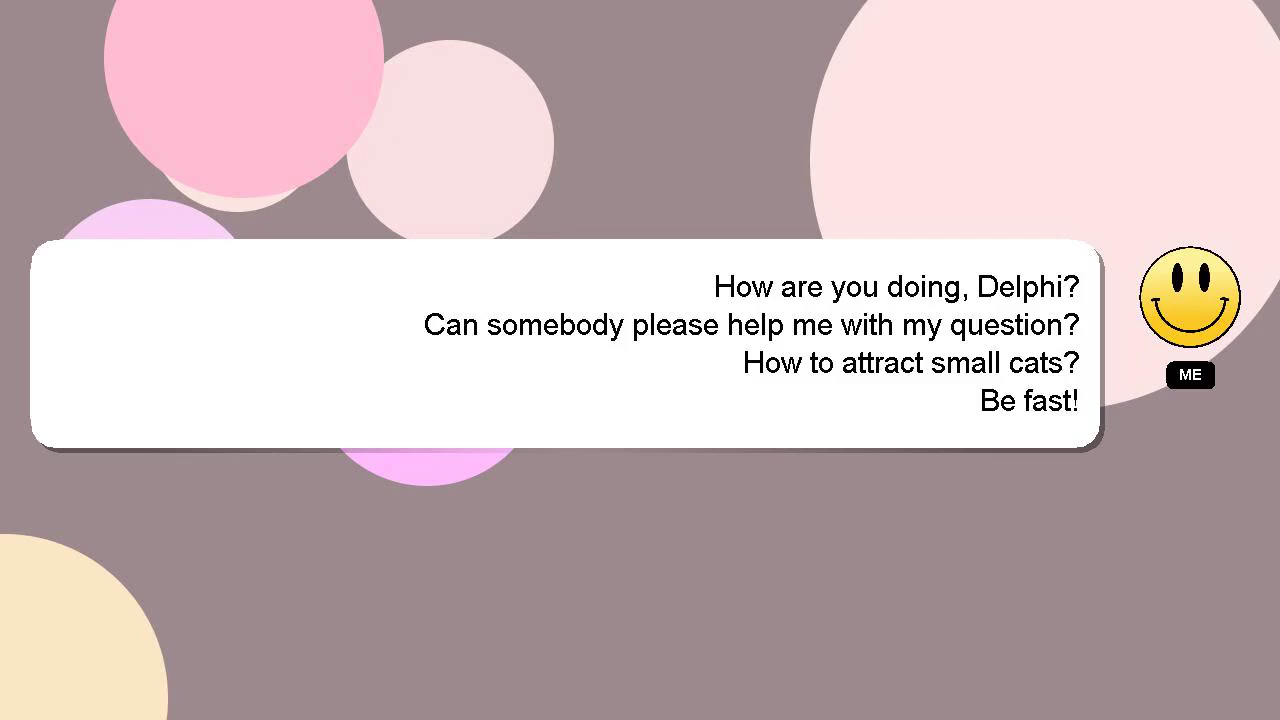 How are you doing, Delphi?
Can somebody please help me with my question?
How to attract small cats?
Be fast!
ME